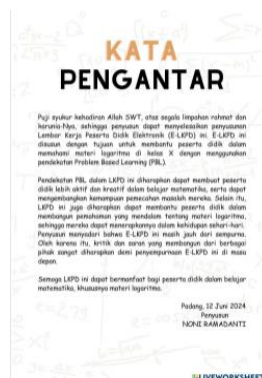 KATA
PENGANTAR
Puji syukur kehadiran Allah SWT, atas segala limpahan rahmat dan
karunia-Nya, sehingga penyusun dapat menyelesaikan penyusunan
Lembar Kerja Peserta Didik Elektronik (E-LKPD) ini. E-LKPD ini
disusun dengan tujuan untuk membantu peserta didik dalam
memahami materi logaritma di kelas X dengan menggunakan
pendekatan Problem Based Learning (PBL).
Pendekatan PBL dalam LKPD ini diharapkan dapat membuat peserta
didik lebih aktif dan kreatif dalam belajar matematika, serta dapat
mengembangkan kemampuan pemecahan masalah mereka. Selain itu,
LKPD ini juga diharapkan dapat membantu peserta didik dalam
membangun pemahaman yang mendalam tentang materi logaritma,
sehingga mereka dapat menerapkannya dalam kehidupan sehari-hari.
Penyusun menyadari bahwa E-LKPD ini masih jauh dari sempurna.
Oleh karena itu, kritik dan saran yang membangun dari berbagai
pihak sangat diharapkan demi penyempurnaan E-LKPD ini di masa
depan.
Semoga LKPD ini dapat bermanfaat bagi peserta didik dalam belajar
matematika, khususnya materi logaritma.
Padang, 12 Juni 2024
Penyusun
NONI RAMADANTI
LIVEWORKSHEETS